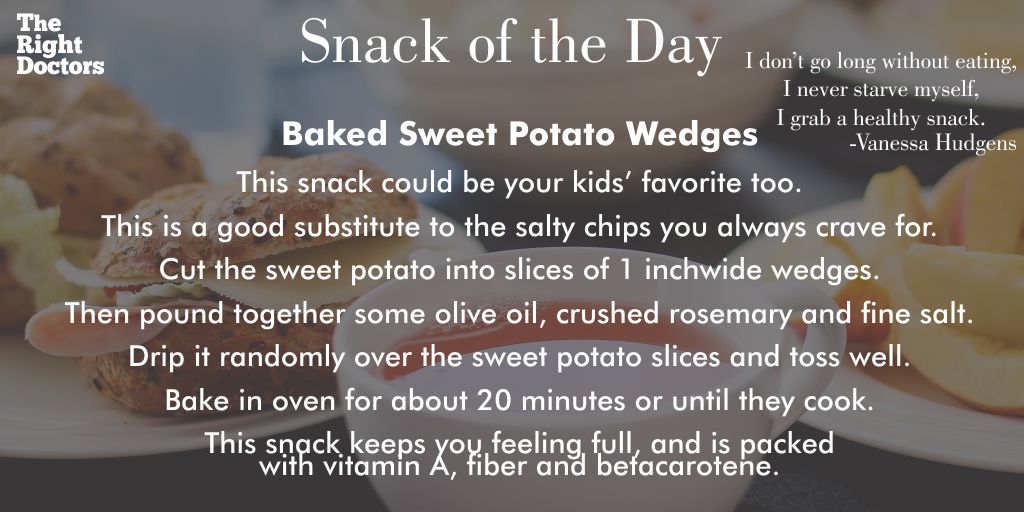 The
Right
Doctors
Snack of the Day
I don't go long without eating,
I never starve myself,
I grab a healthy snack.
-Vanessa Hudgens
Baked Sweet Potato Wedges
This snack could be your kids' favorite too.
This is a good substitute to the salty chips you always crave for.
Cut the sweet potato into slices of 1 inchwide wedges.
Then pound together some olive oil, crushed rosemary and fine salt.
Drip it randomly over the sweet potato slices and toss well.
Bake in oven for about 20 minutes or until they cook.
This snack keeps you feeling full, and is packed
with vitamin A, fiber and betacarotene.